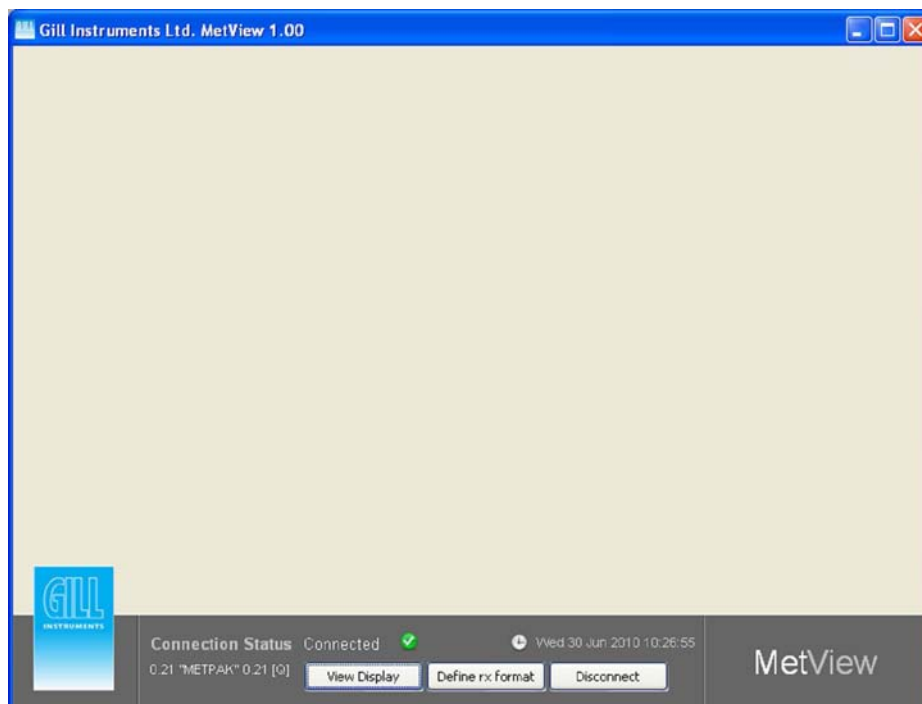 Gill Instruments Ltd. MetView 1.00
GILL
INSTRUMENTS
Connection Status Connected
Wed 30 Jun 2010 10:26:55
0.21 "METPAK" 0.21 [Q]
View Display
Define rx format
Disconnect
MetView